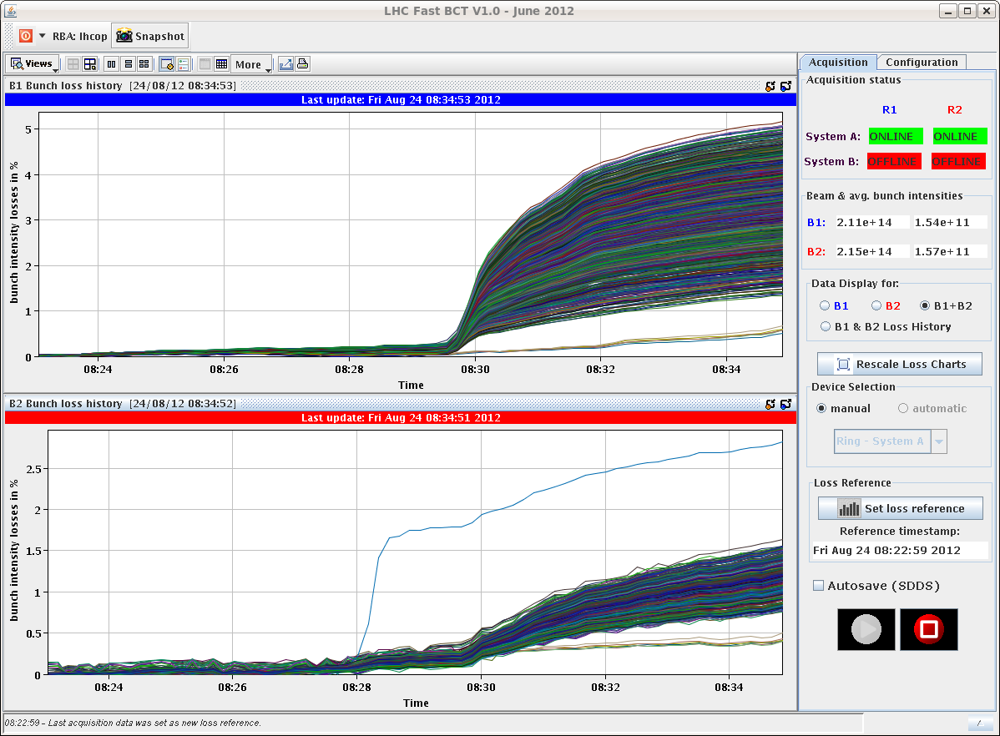 LHC Fast BCT V1.0 - June 2012
RBA: lhcop Snapshot
Views More
B1 Bunch loss history [24/08/12 08:34:53]
Last update: Fri Aug 24 08:34:53 2012
bunch intensity losses in %
5
4
3
2
1
0
08:24 08:26 08:28 08:30 08:32 08:34
Time
B2 Bunch loss history [24/08/12 08:34:52]
Last update: Fri Aug 24 08:34:51 2012
bunch intensity losses in %
2.5
2
1.5
1
0.5
0
08:24 08:26 08:28 08:30 08:32 08:34
Time
Acquisition Configuration
Acquisition status
R1 R2
System A: ONLINE ONLINE
System B: OFFLINE OFFLINE
Beam & avg. bunch intensities
B1: 2.11e+14 1.54e+11
B2: 2.15e+14 1.57e+11
Data Display for:
B1 B2 B1+B2
B1 & B2 Loss History
Rescale Loss Charts
Device Selection
manual automatic
Ring - System A
Loss Reference
Set loss reference
Reference timestamp:
Fri Aug 24 08:22:59 2012
Autosave (SDDS)
08:22:59 - Last acquisition data was set as new loss reference.